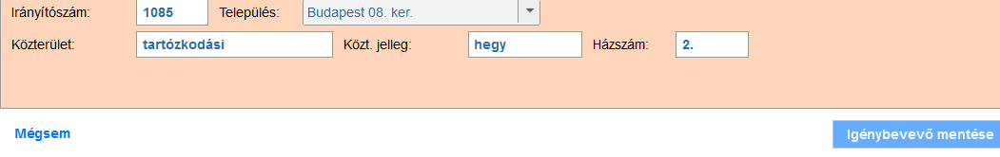 Irányítószám: 1085 Település: Budapest 08. ker.
Közterület: tartózkodási Közt. jelleg: hegy Házszám: 2.
Mégsem Igénybevevő mentése